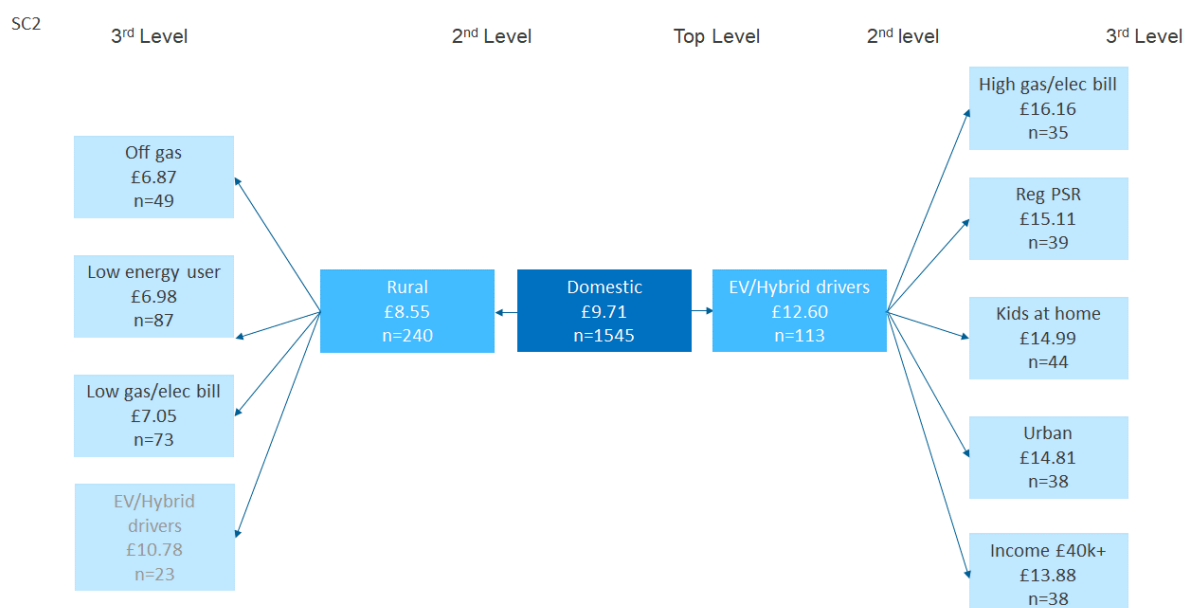 SC2
3rd Level
2nd Level
Top Level
2nd level
3rd Level
Off gas
£6.87
n=49
Low energy user
£6.98
n=87
Low gas/elec bill
£7.05
n=73
EV/Hybrid
drivers
£10.78
n=23
Rural
£8.55
n=240
Domestic
£9.71
n=1545
EV/Hybrid drivers
£12.60
n=113
High gas/elec bill
£16.16
n=35
Reg PSR
£15.11
n=39
Kids at home
£14.99
n=44
Urban
£14.81
n=38
Income £40k+
£13.88
n=38